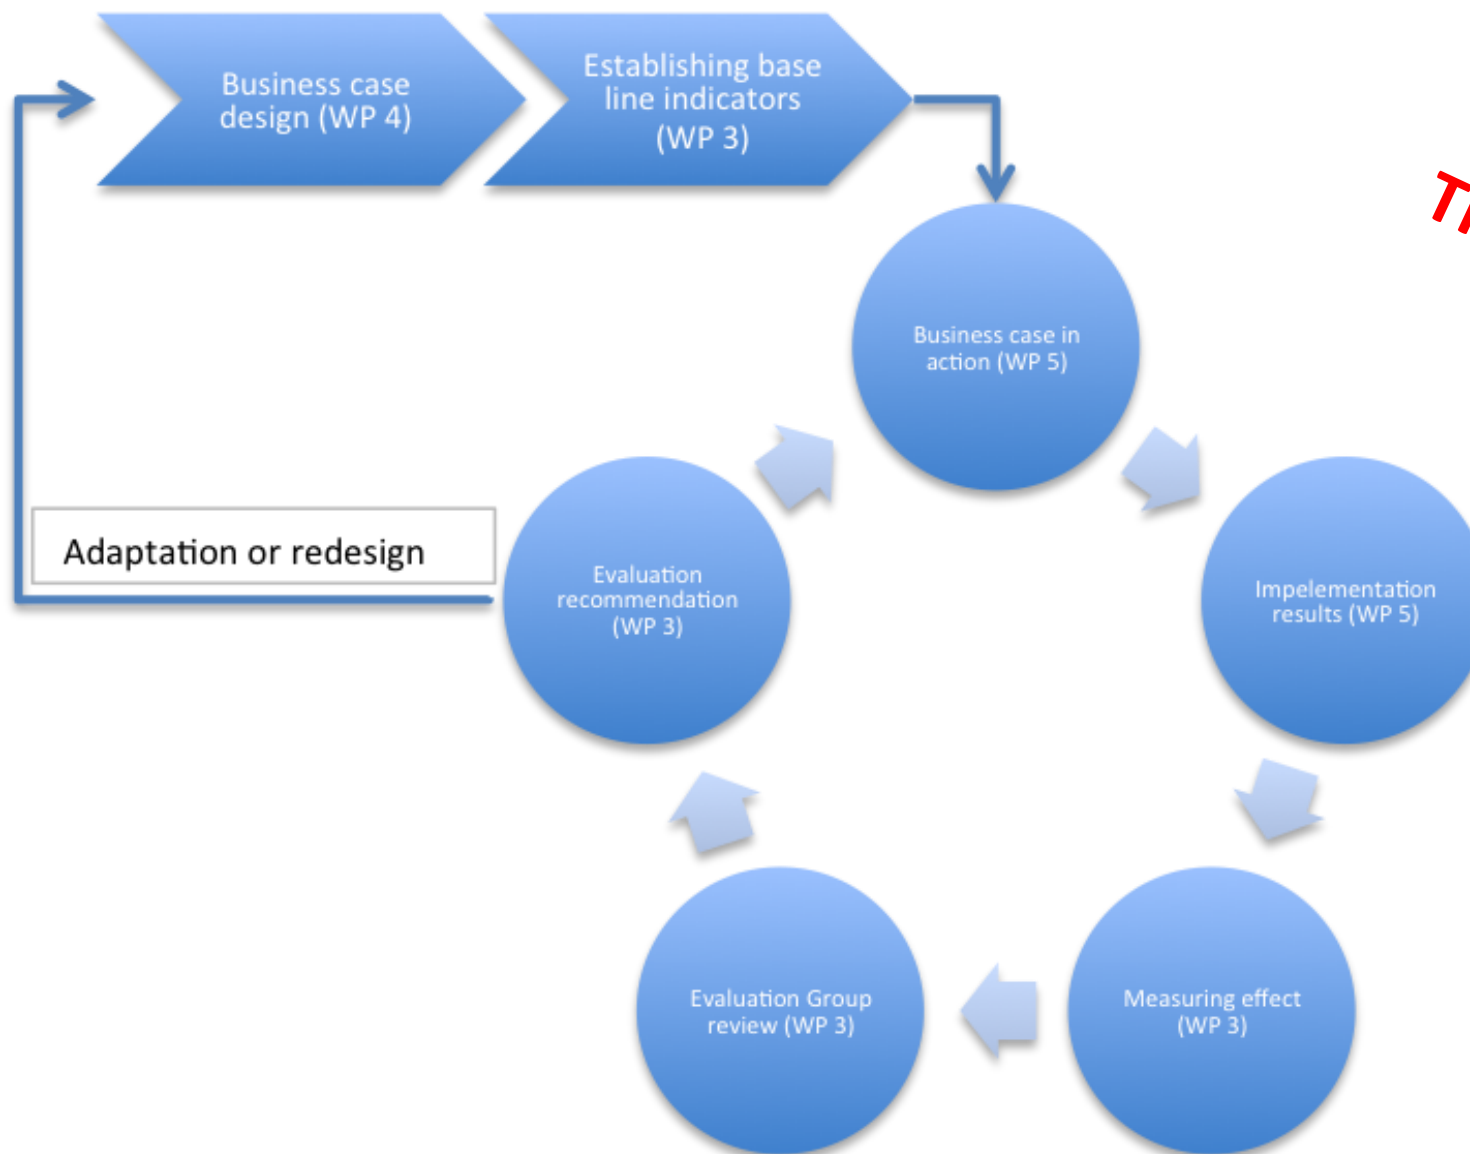 Business case
design (WP 4)
Establishing base
line indicators
(WP 3)
Business case in
action (WP 5)
Impelementation
results (WP 5)
Measuring effect
(WP 3)
Evaluation Group
review (WP 3)
Evaluation
recommendation
(WP 3)
Adaptation or redesign